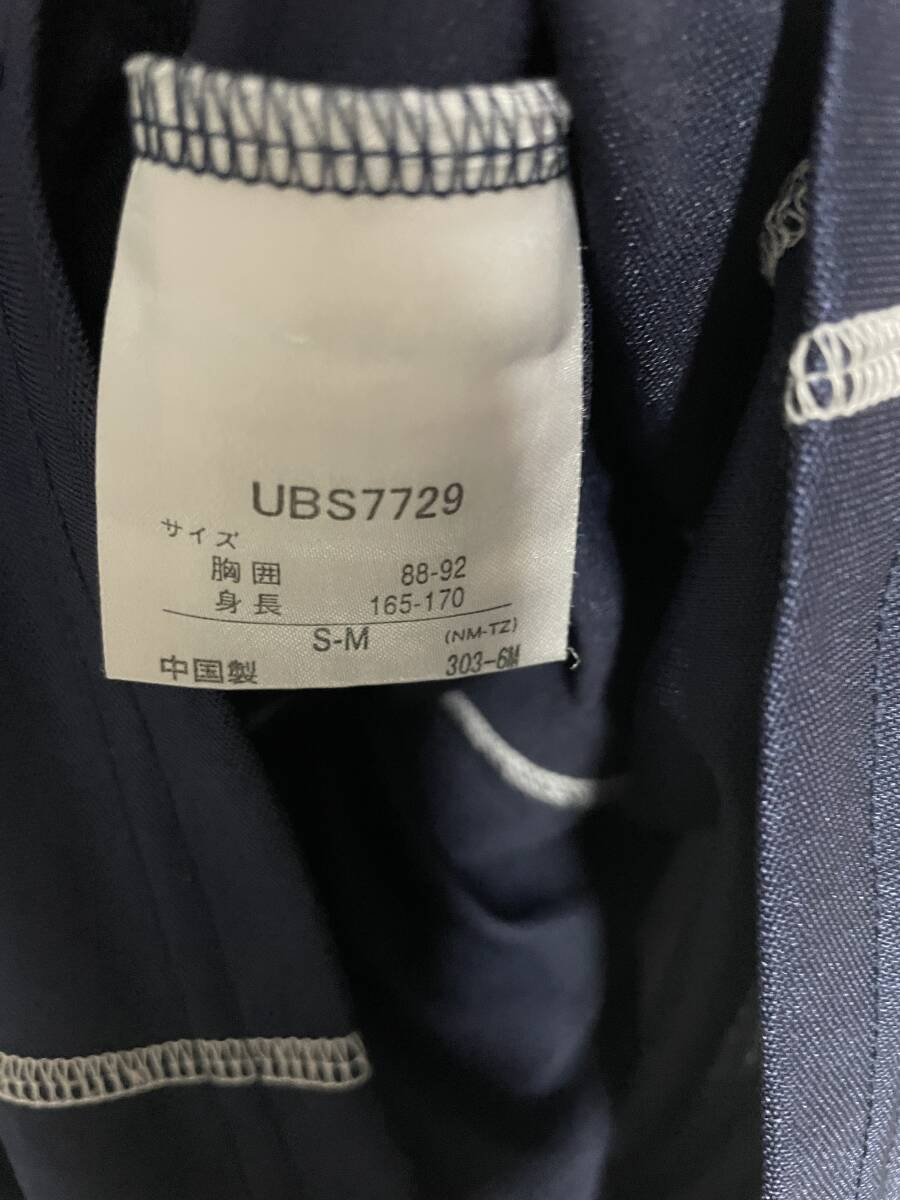 UBS7729
サイズ
胸囲 88-92
身長 165-170
S-M (NM-TZ)
中国製 303-6M